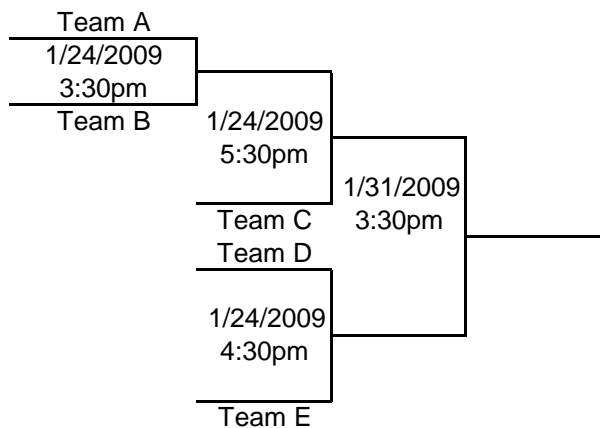 Team A
1/24/2009
3:30pm
Team B
1/24/2009
5:30pm
Team C
1/31/2009
3:30pm
Team D
1/24/2009
4:30pm
Team E